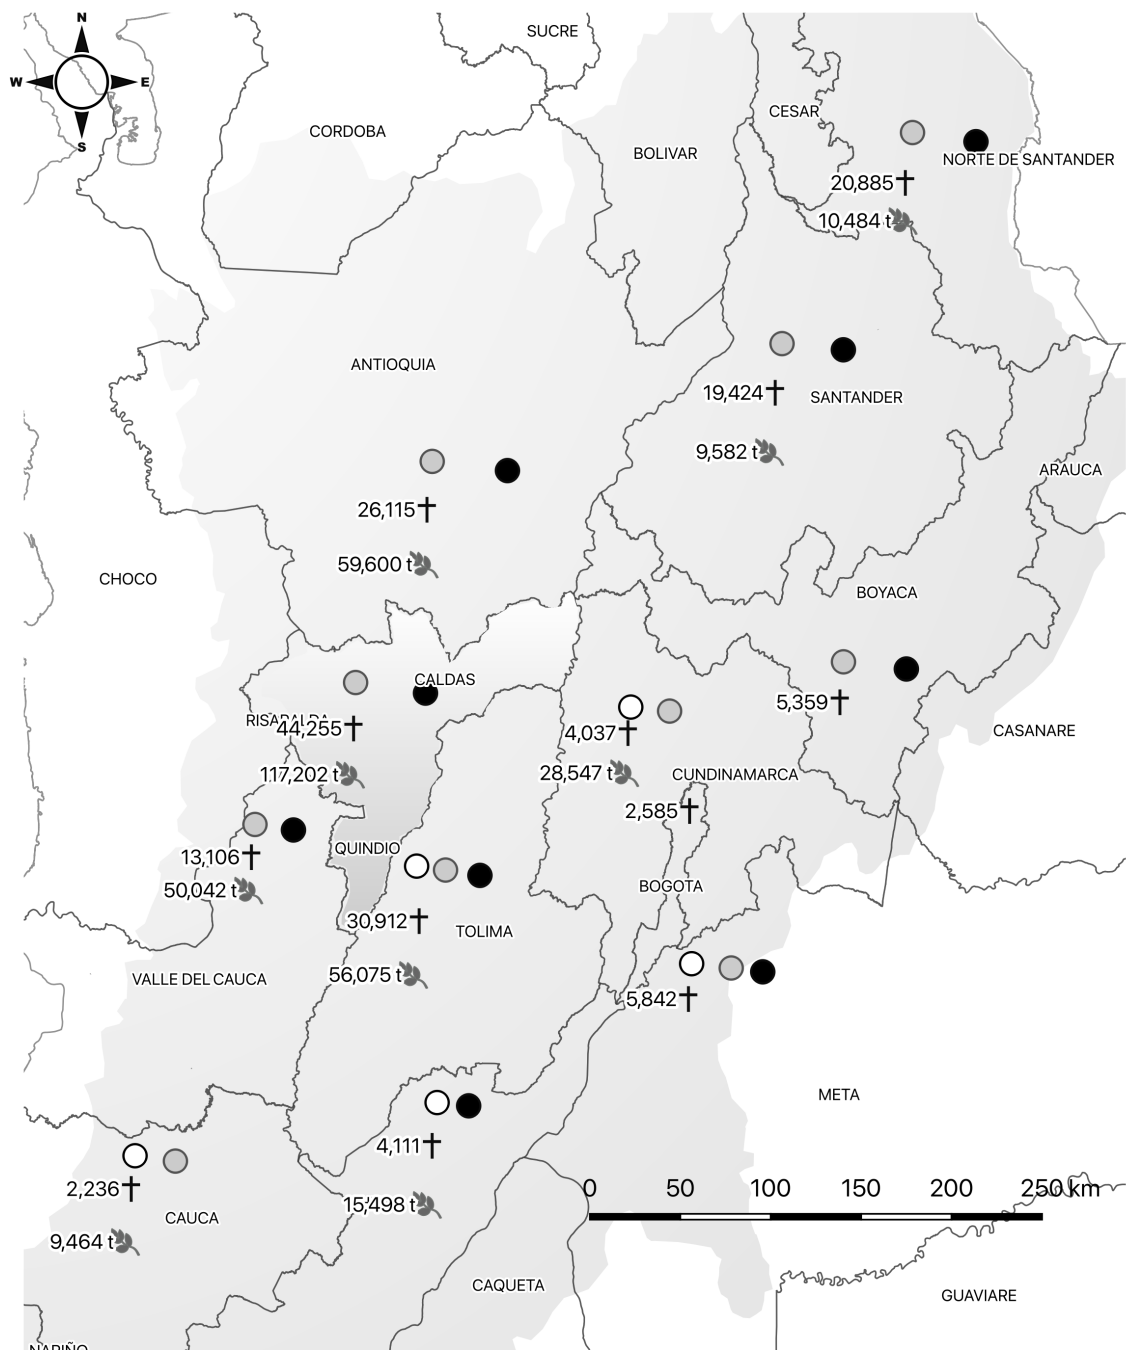 N
SUCRE
W
E
CESAR
CORDOBA
S
BOLIVAR
NORTE DE SANTANDER
20,885
10,484 t
ANTIOQUIA
19,424
SANTANDER
9,582 t
ARAUCA
26,115
59,600 t
CHOCO
BOYACA
CALDAS
5,359
RISARALDA
44,255
4,037
CASANARE
117,202 t
28,547 t
CUNDINAMARCA
2,585
QUINDIO
13,106
50,042 t
BOGOTA
30,912
TOLIMA
56,075 t
VALLE DEL CAUCA
5,842
META
4,111
2,236
0 50 100 150 200 250 km
15,498 t
CAUCA
9,464 t
CAQUETA
GUAVIARE
NARIÑO